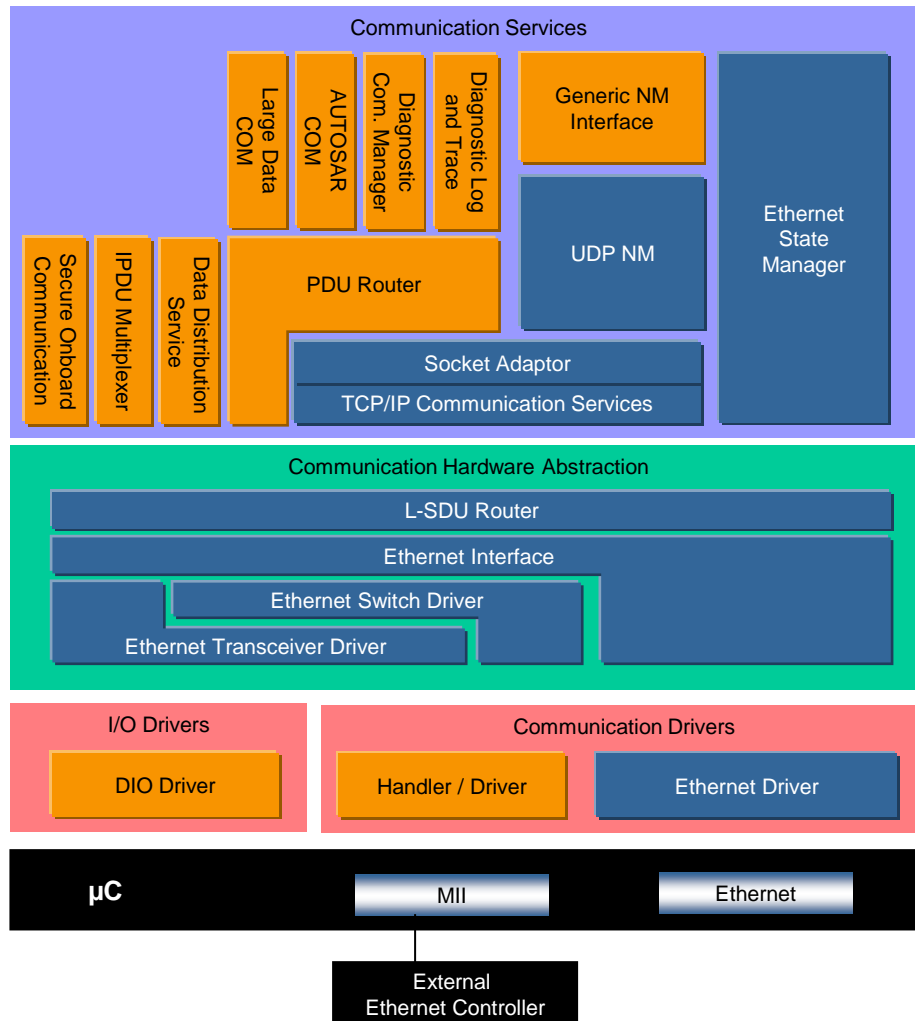 Communication Services
Large Data
COM
AUTOSAR
COM
Diagnostic
Com. Manager
Diagnostic Log
and Trace
Generic NM
Interface
Ethernet
State
Manager
UDP NM
Secure Onboard
Communication
IPDU Multiplexer
Data Distribution
Service
PDU Router
Socket Adaptor
TCP/IP Communication Services
Communication Hardware Abstraction
L-SDU Router
Ethernet Interface
Ethernet Switch Driver
Ethernet Transceiver Driver
I/O Drivers
DIO Driver
Communication Drivers
Handler / Driver
Ethernet Driver
µC
MII
Ethernet
External
Ethernet Controller